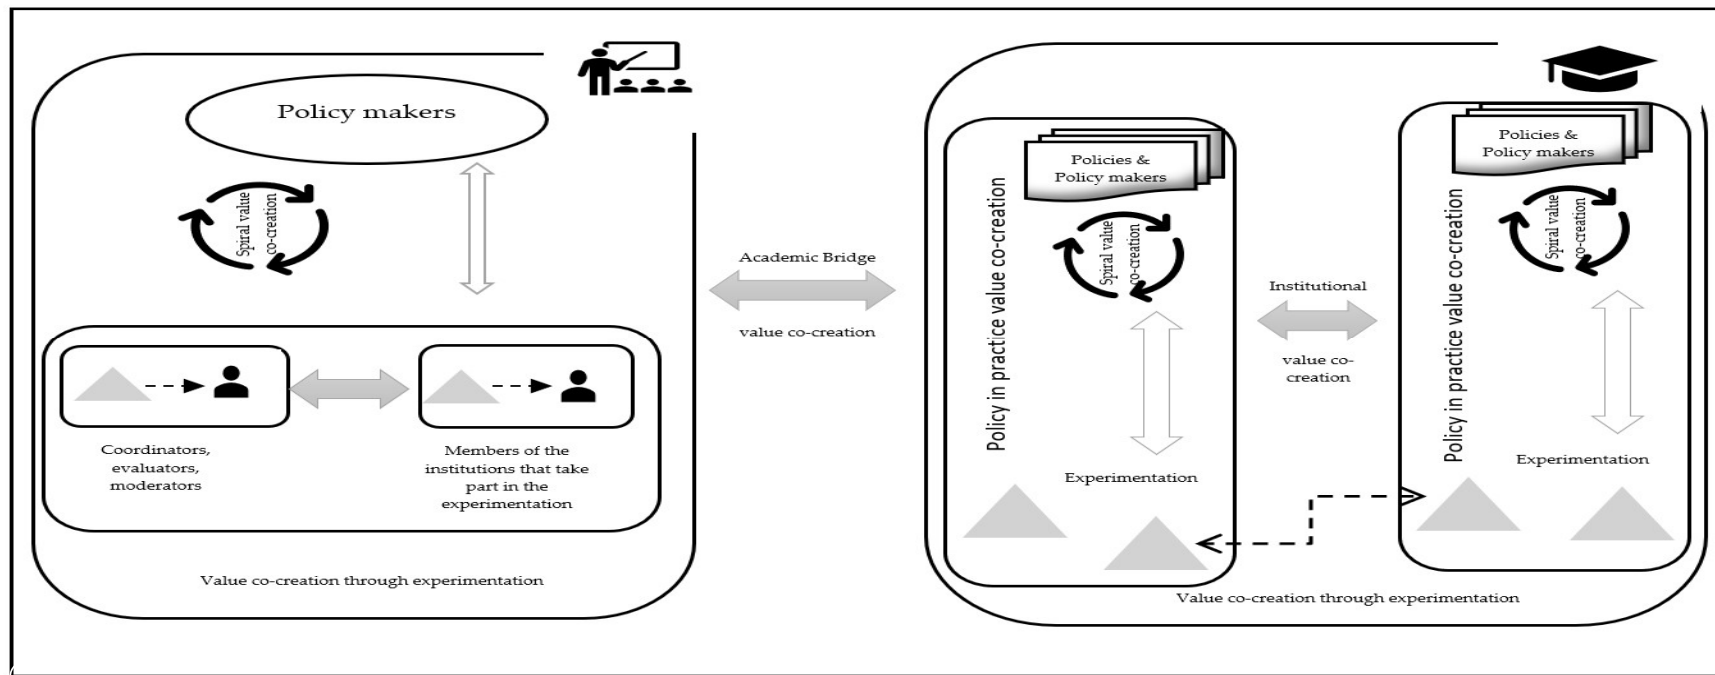 Policy makers
Spiral value
co-creation
Coordinators,
evaluators,
moderators
Members of the
institutions that take
part in the
experimentation
Value co-creation through experimentation
Academic Bridge
value co-creation
Policies &
Policy makers
Policy in practice value co-creation
Spiral value
co-creation
Experimentation
Institutional
value co-
creation
Policies &
Policy makers
Policy in practice value co-creation
Spiral value
co-creation
Experimentation
Value co-creation through experimentation